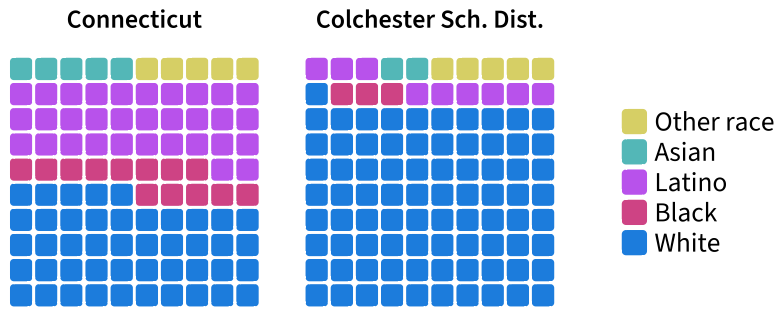 Connecticut
Colchester Sch. Dist.
Other race
Asian
Latino
Black
White